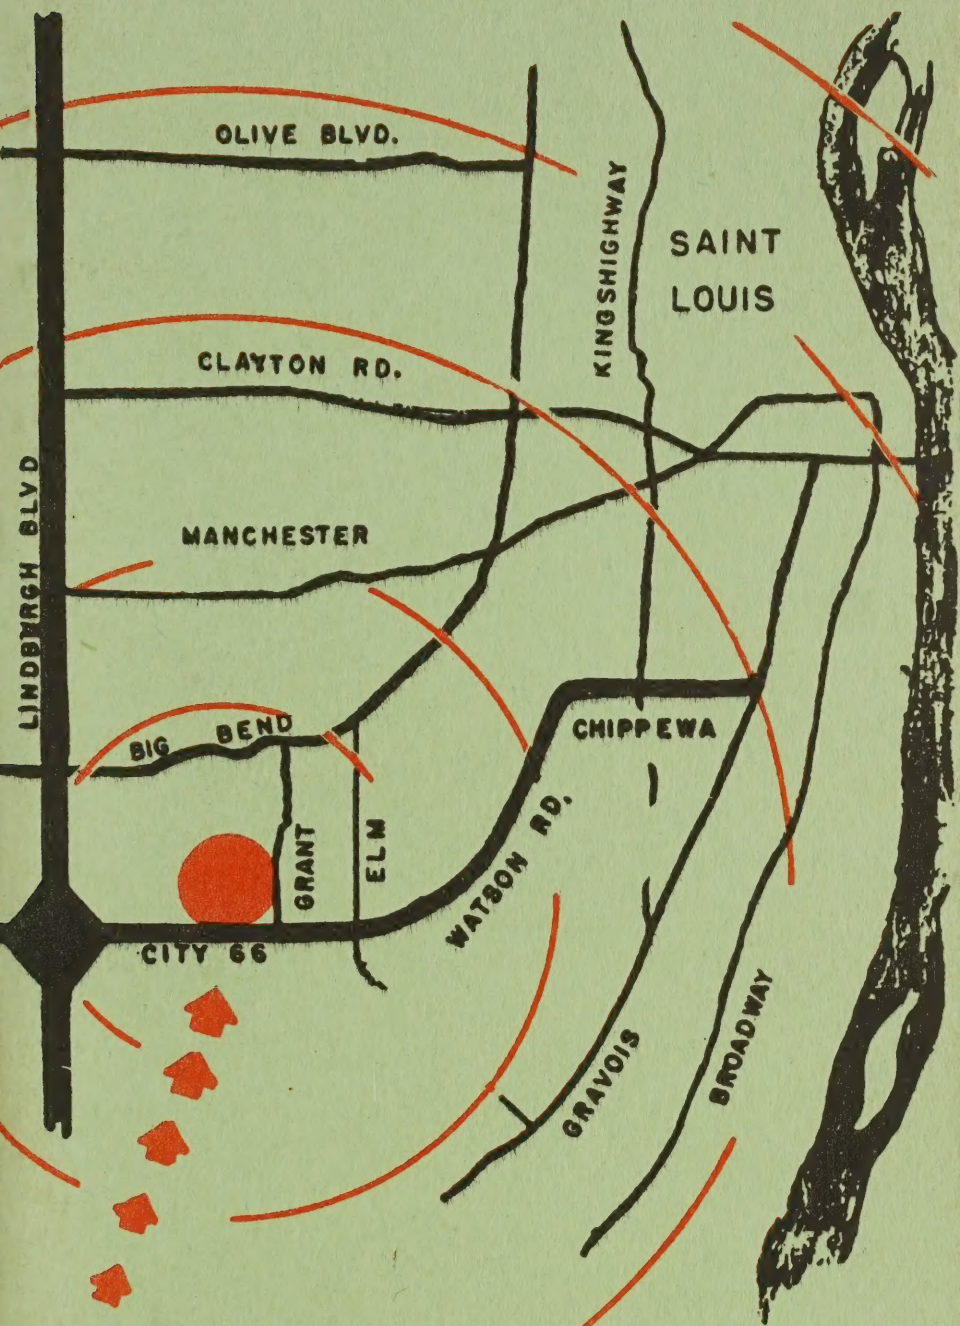 OLIVE BLVD.
KINGSHIGHWAY
SAINT
LOUIS
CLAYTON RD.
LINDBERGH BLVD
MANCHESTER
BIG BEND
CHIPPEWA
GRANT
ELM
WATSON RD.
CITY 66
GRAVOIS
BROADWAY